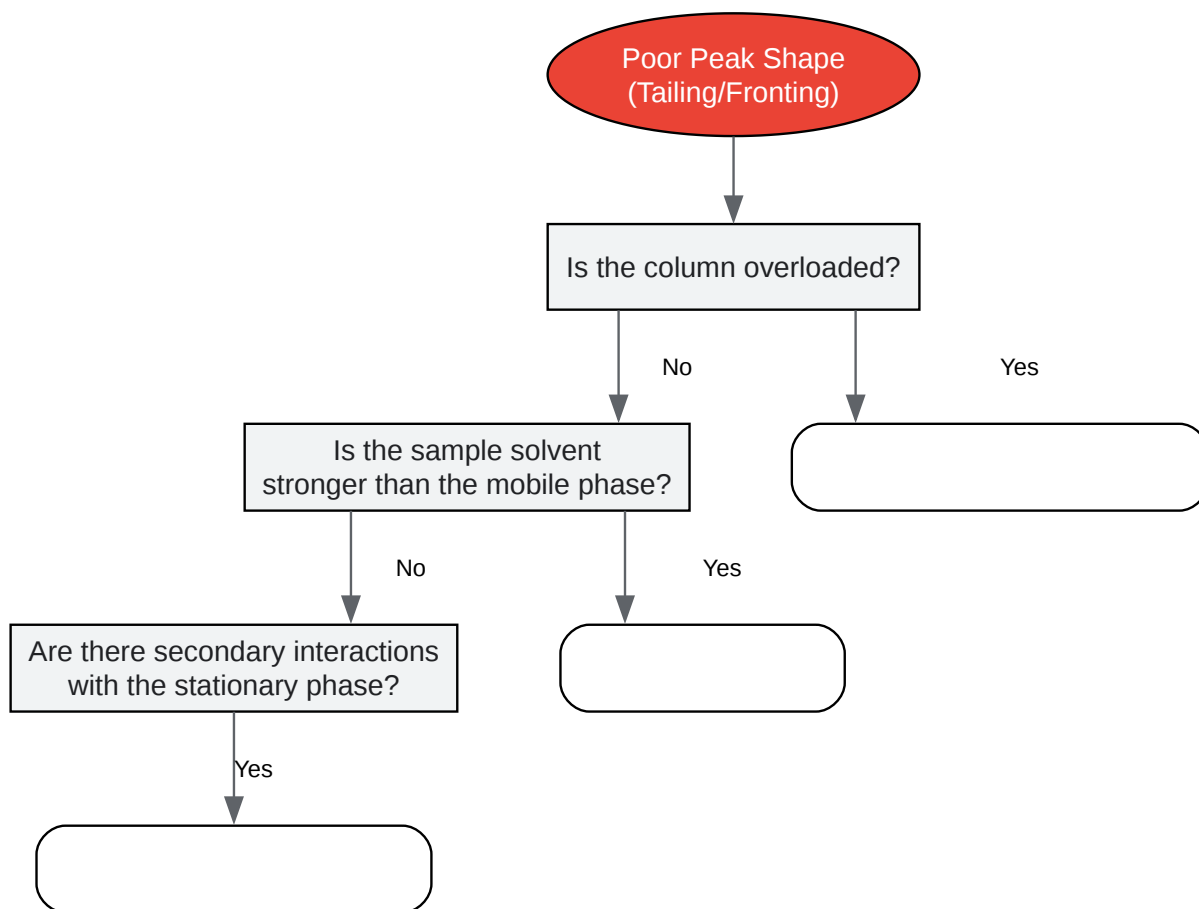 Poor Peak Shape
(Tailing/Fronting)
Is the column overloaded?
No
Yes
Is the sample solvent
stronger than the mobile phase?
No
Yes
Are there secondary interactions
with the stationary phase?
Yes